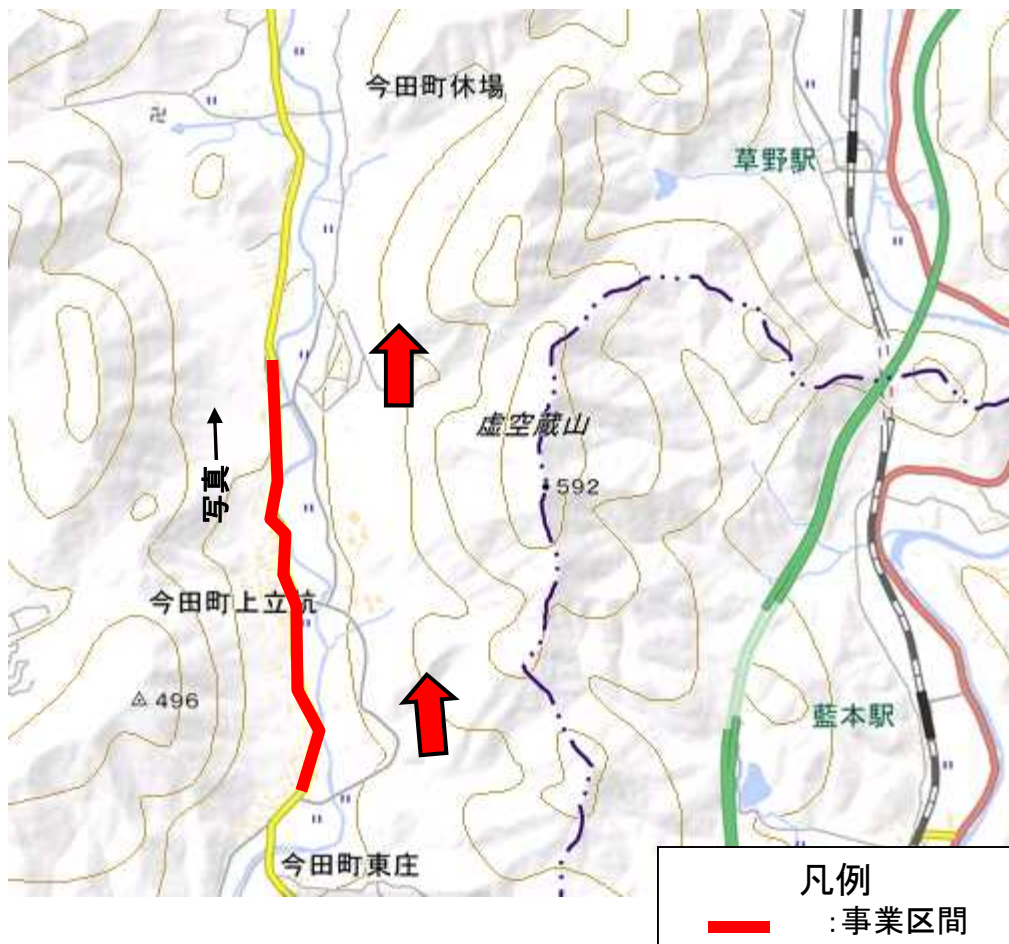 今田町休場
草野駅
虚空蔵山
592
写真→
今田町上立杭
496
藍本駅
今田町東庄
凡例
:事業区間